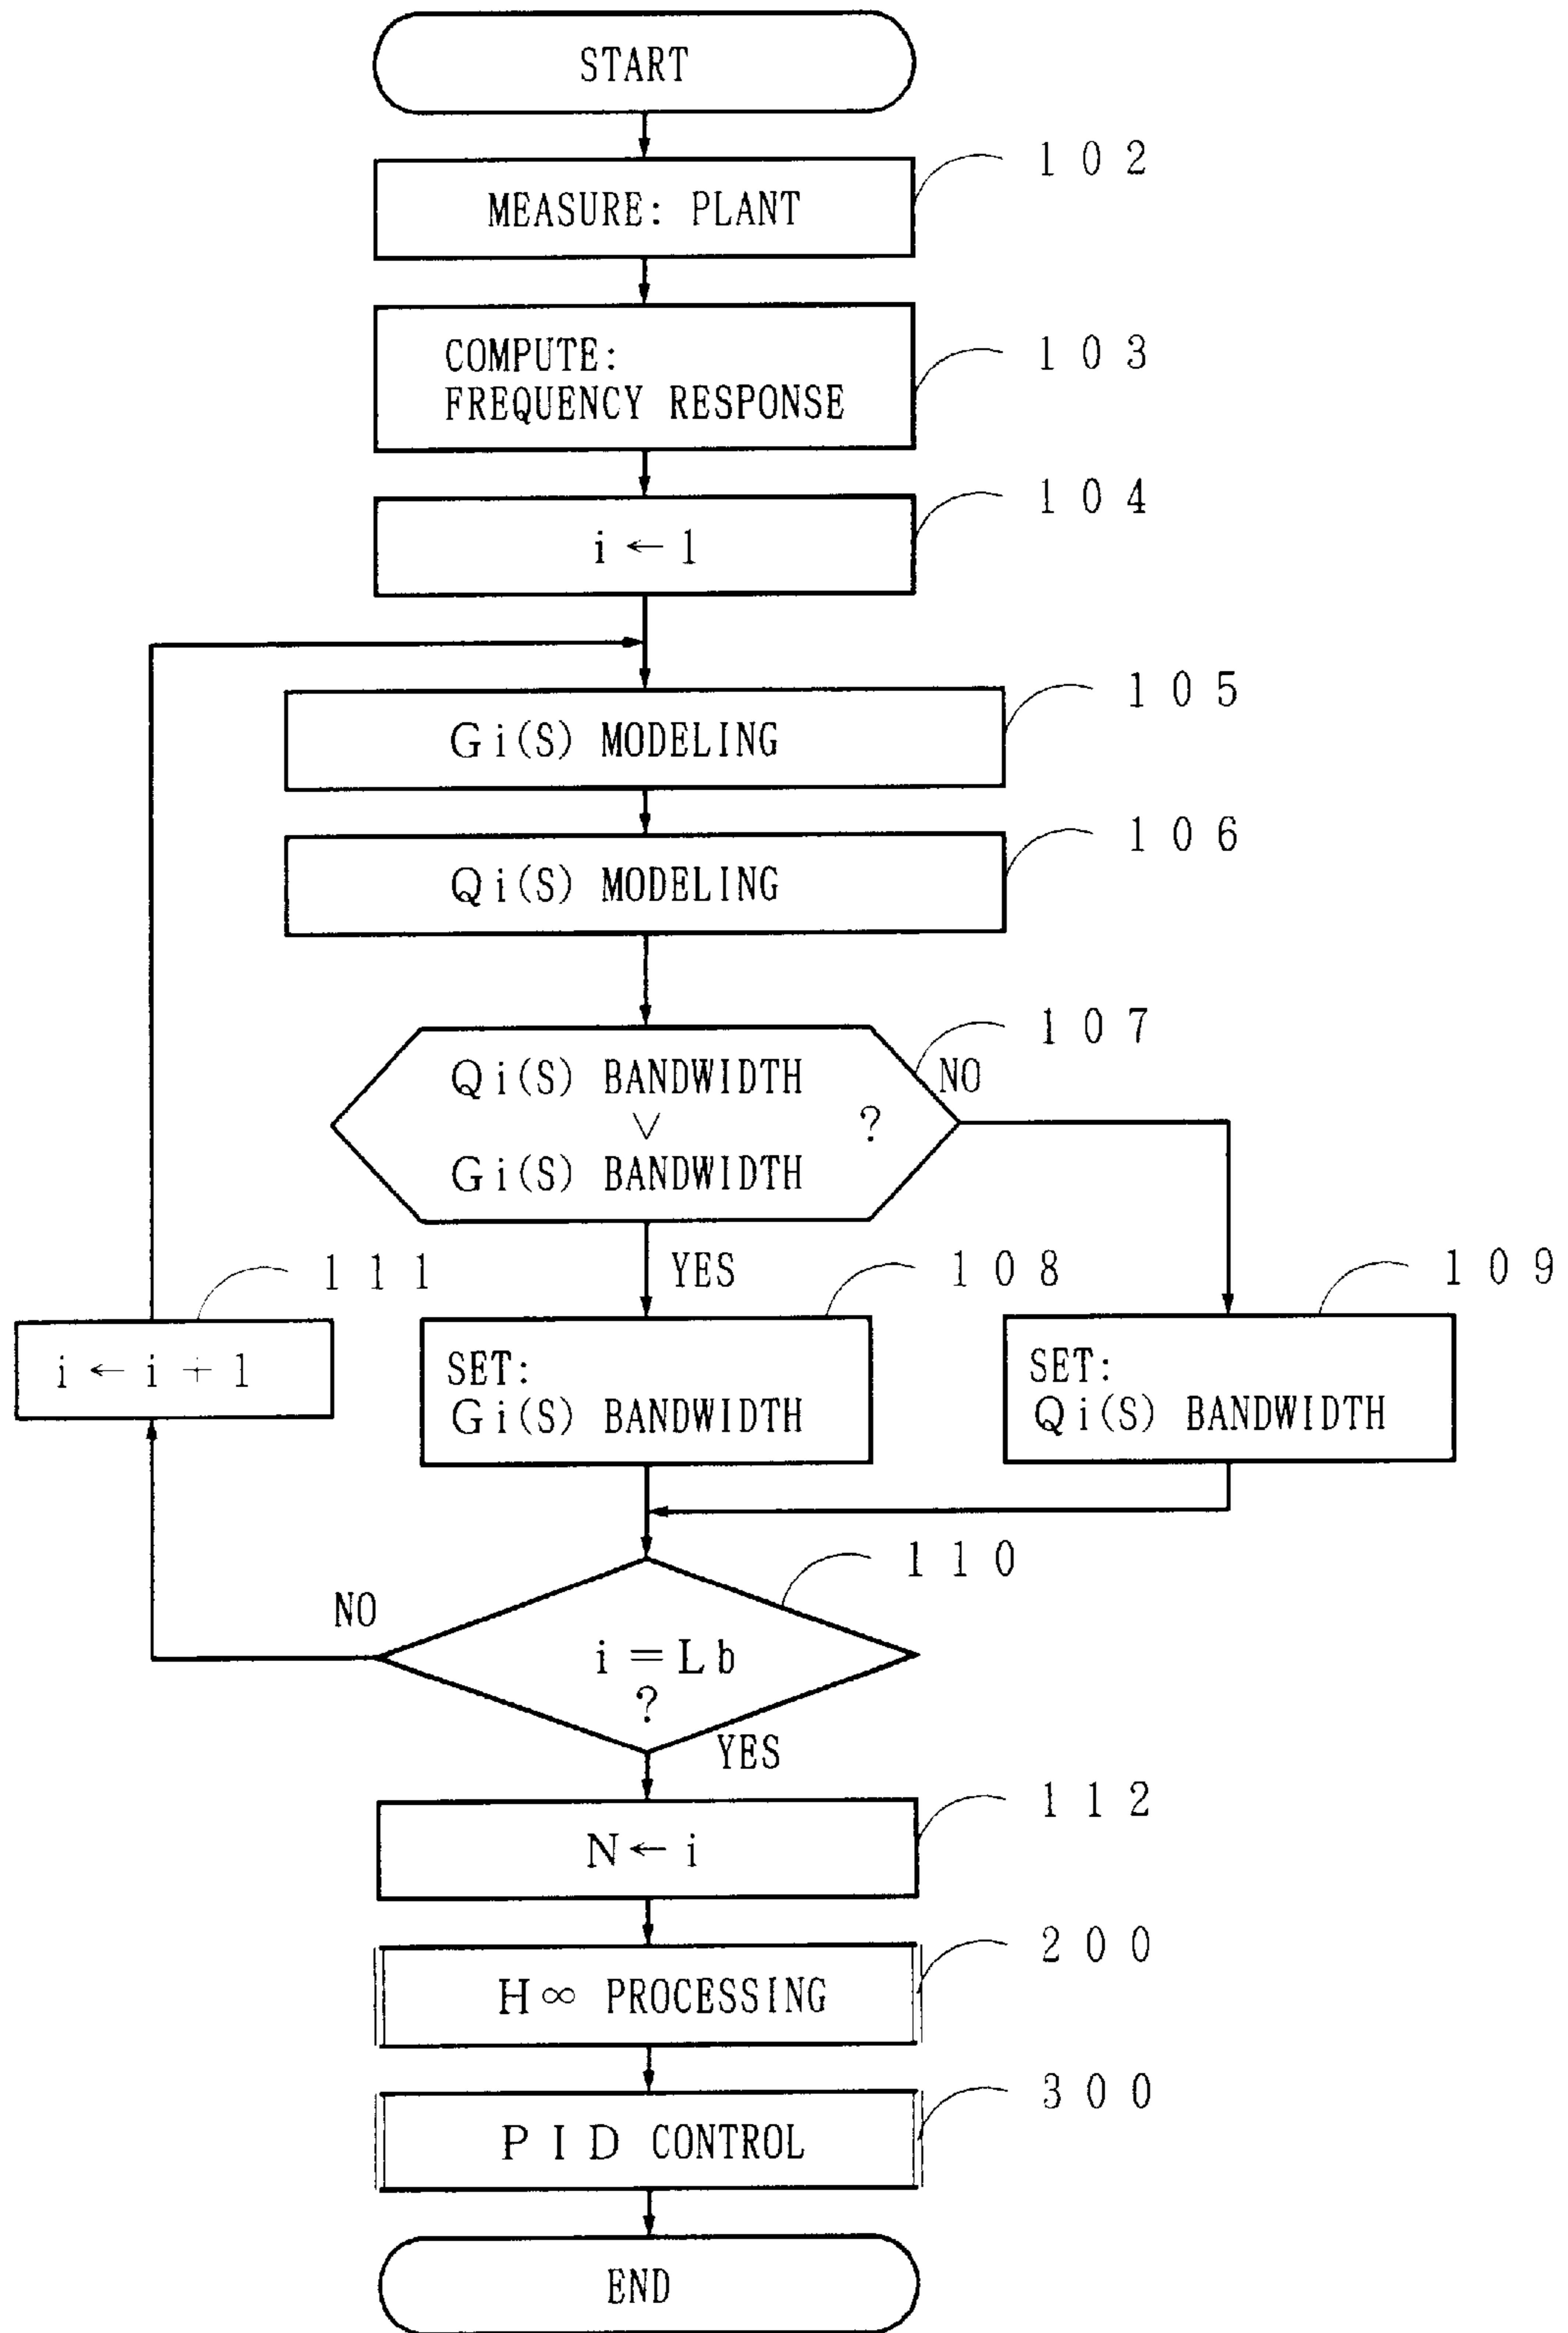 START
102
MEASURE: PLANT
103
COMPUTE:
FREQUENCY RESPONSE
104
i ← 1
105
Gi(S) MODELING
106
Qi(S) MODELING
107
Qi(S) BANDWIDTH
∨ ?
Gi(S) BANDWIDTH
NO
YES
111
i ← i + 1
108
SET:
Gi(S) BANDWIDTH
109
SET:
Qi(S) BANDWIDTH
110
NO
i = Lb
?
YES
112
N ← i
200
H∞ PROCESSING
300
PID CONTROL
END